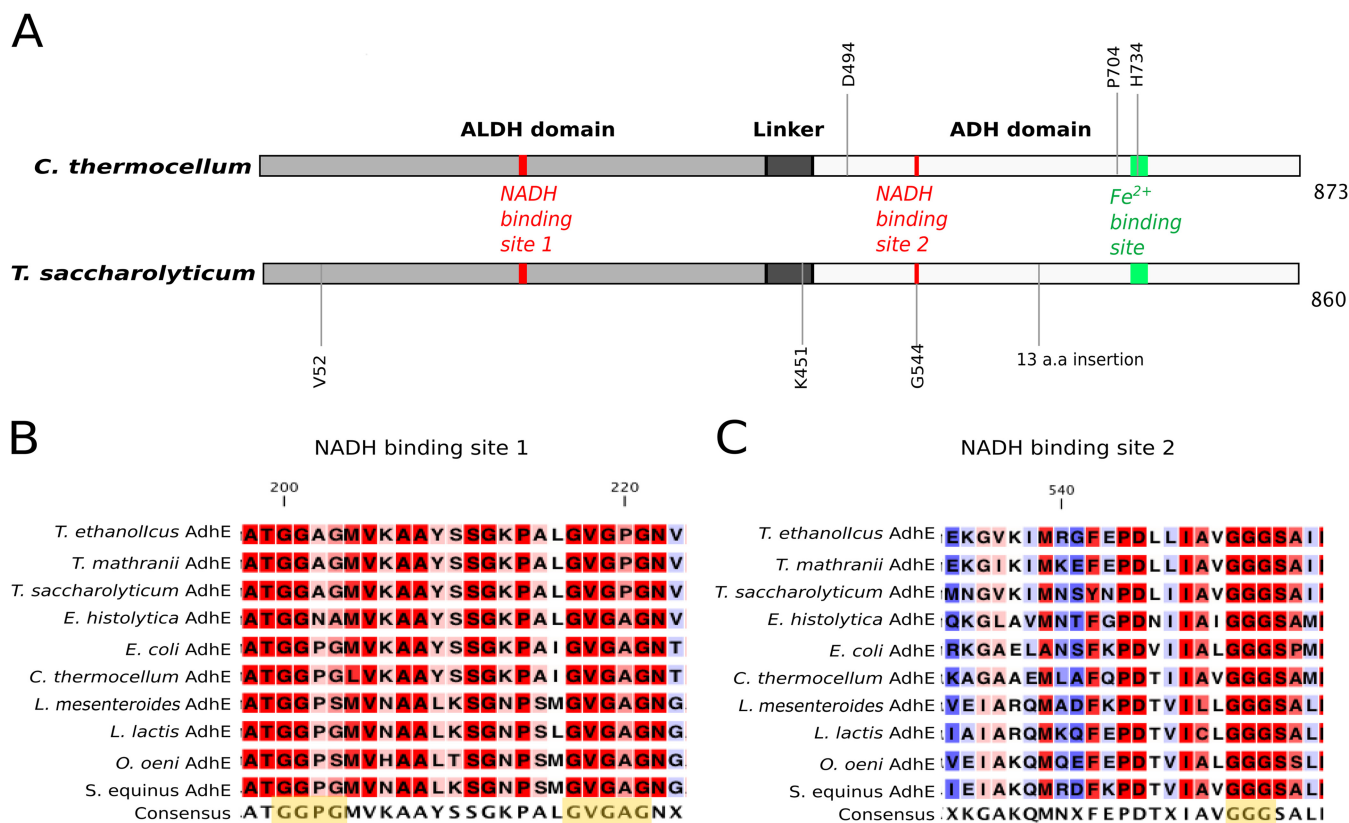 A
D494
P704
H734
ALDH domain Linker ADH domain
C. thermocellum
873
NADH binding site 1
NADH binding site 2
Fe2+ binding site
T. saccharolyticum
860
V52
K451
G544
13 a.a insertion
B
NADH binding site 1
200 220
T. ethanolIcus AdhE ATGGAGMVKAAYSSGKPALGVGPGNV
T. mathranii AdhE ATGGAGMVKAAYSSGKPALGVGPGNV
T. saccharolyticum AdhE ATGGAGMVKAAYSSGKPALGVGPGNV
E. histolytica AdhE ATGGNAMVKAAYSSGKPALGVGAGNV
E. coli AdhE ATGGPGMVKAAYSSGKPAIGVGAGNT
C. thermocellum AdhE ATGGPGLVKAAYSSGKPAIGVGAGNT
L. mesenteroides AdhE ATGGPSMVNAALKSGNPSMGVGAGNG
L. lactis AdhE ATGGPGMVNAALKSGNPSLGVGAGNG
O. oeni AdhE ATGGPSMVHAALTSGNPSMGVGAGNG
S. equinus AdhE ATGGPGMVNAALKSGNPSMGVGAGNG
Consensus ATGGPGMVKAAYSSGKPALGVGAGNX
C
NADH binding site 2
540
T. ethanolIcus AdhE EKGVKIMRGFEPDLLIAVGGGSAI
T. mathranii AdhE EKGIKIMKEFEPDLLIAVGGGSAI
T. saccharolyticum AdhE MNGVKIMNSYNPDLIIAVGGGSAI
E. histolytica AdhE QKGLAVMNTFGPDNIIAIGGGSAM
E. coli AdhE RKGAELANSFKPDVIIALGGGSPM
C. thermocellum AdhE KAGAAEMLAFQPDTIIAVGGGSAM
L. mesenteroides AdhE VEIARQMADFKPDTVILLGGGSAL
L. lactis AdhE IAIARQMKQFEPDTVICLGGGSAL
O. oeni AdhE VEIAKQMQEFKPDTVIALGGGSSL
S. equinus AdhE IEIAKQMRDFKPDTVIALGGGSAL
Consensus XKGAKQMNXFEPDTXIAVGGGSALI